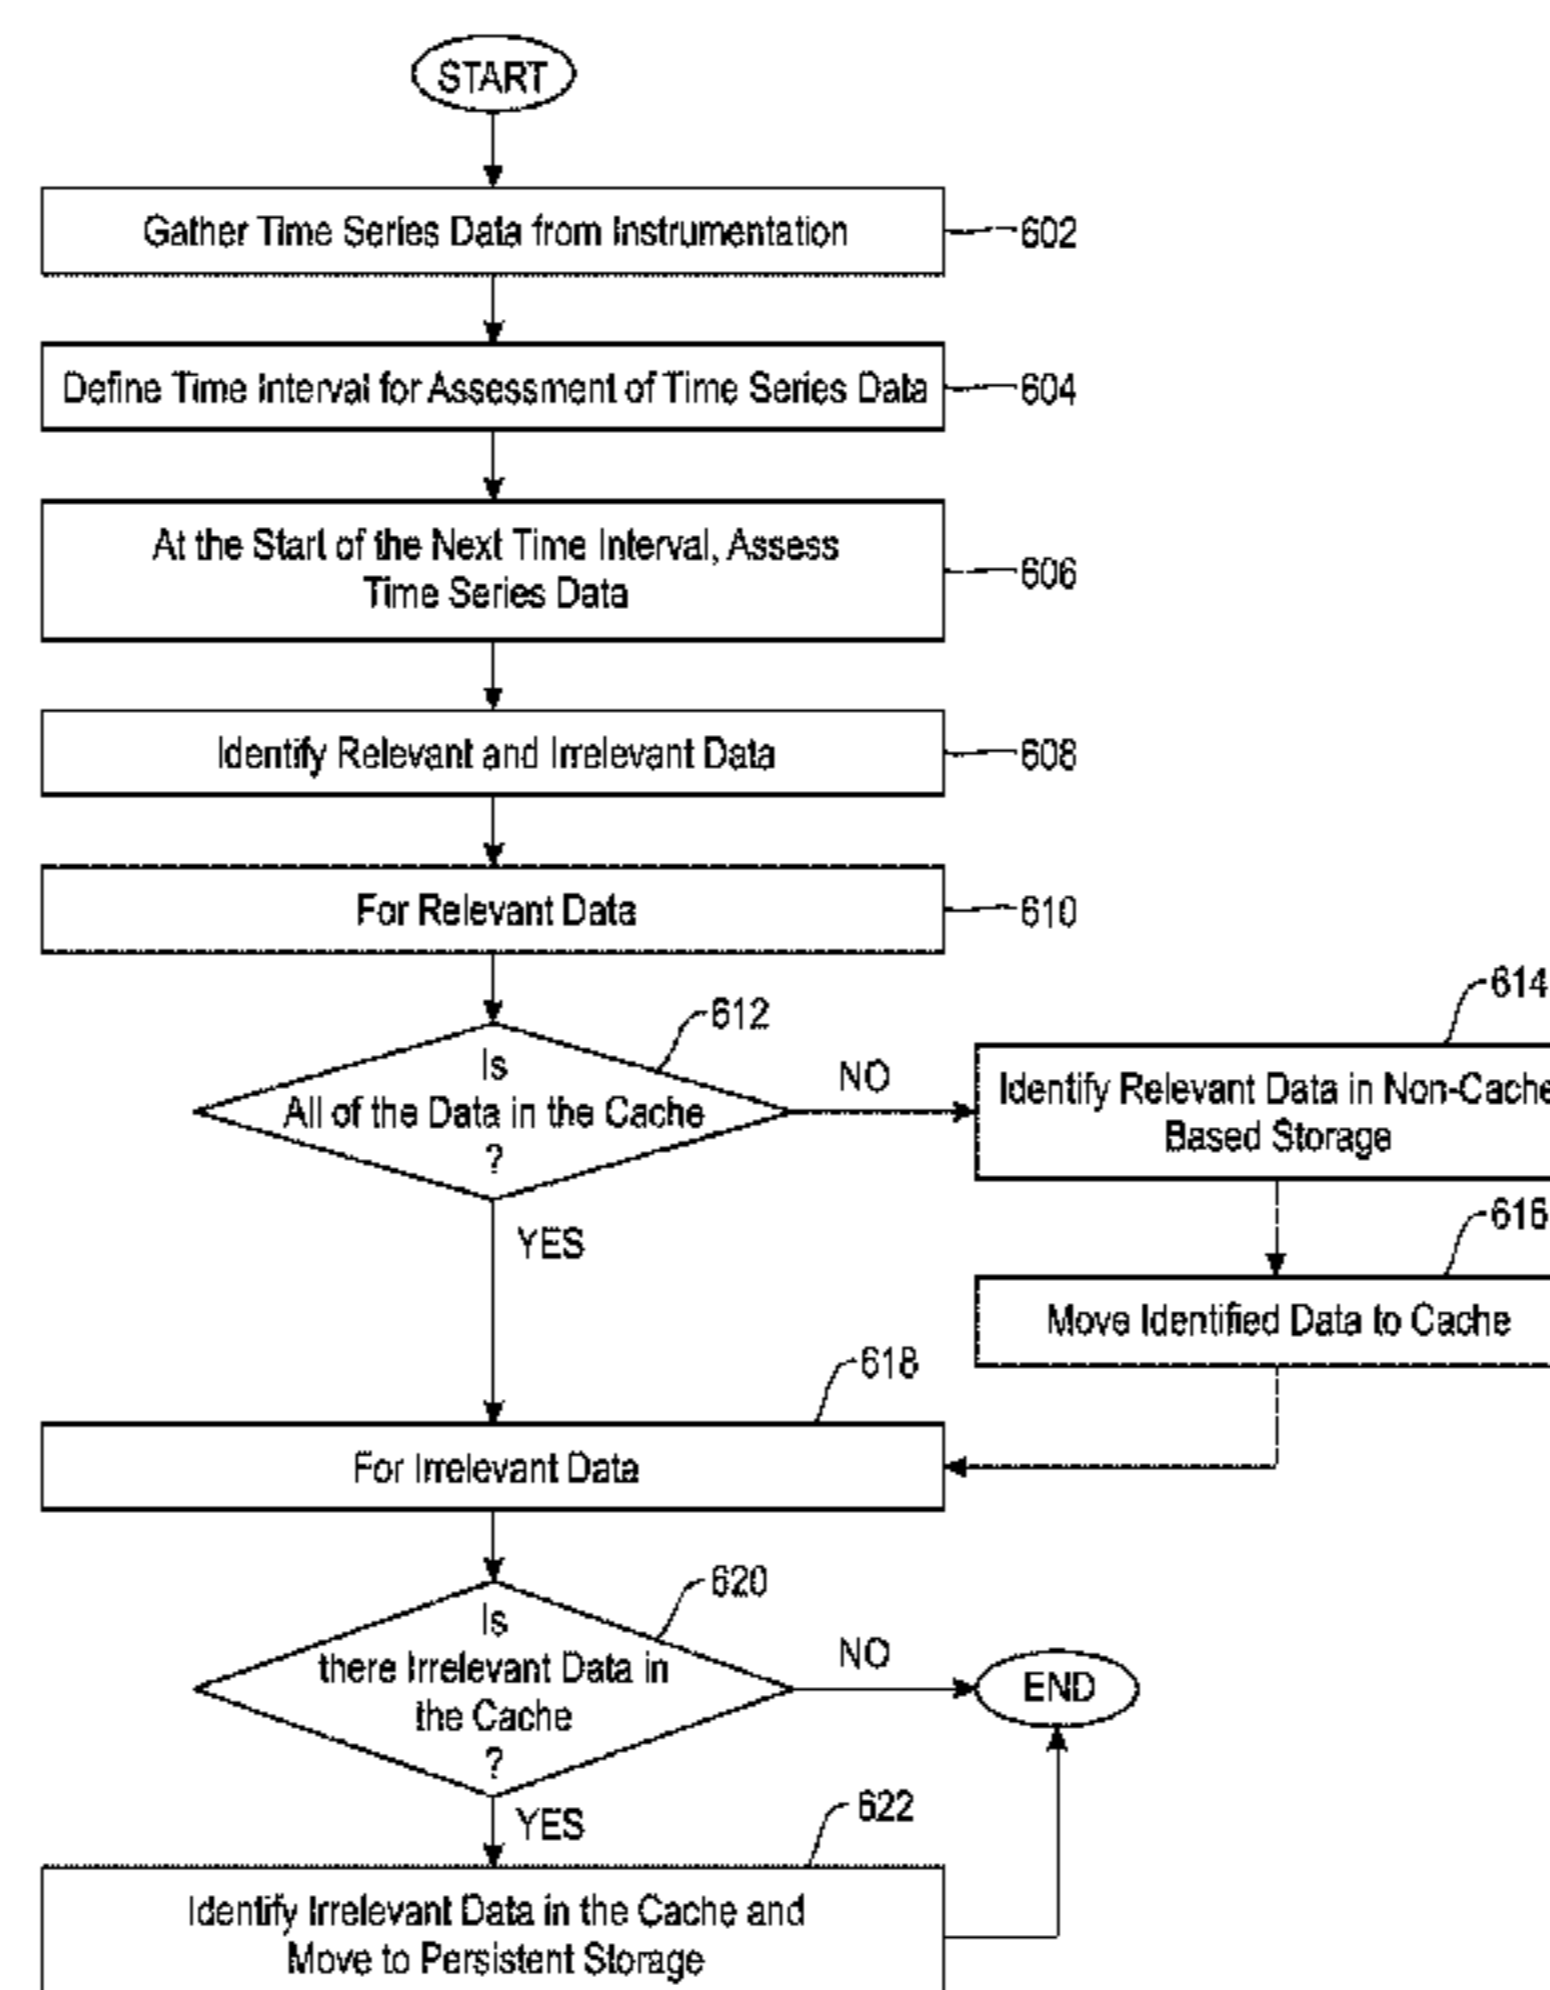 START
Gather Time Series Data from Instrumentation
602
Define Time Interval for Assessment of Time Series Data
604
At the Start of the Next Time Interval, Assess
Time Series Data
606
Identify Relevant and Irrelevant Data
608
For Relevant Data
610
612
Is
All of the Data in the Cache
?
NO
YES
614
Identify Relevant Data in Non-Cache
Based Storage
616
Move Identified Data to Cache
618
For Irrelevant Data
620
Is
there Irrelevant Data in
the Cache
?
NO
END
YES
622
Identify Irrelevant Data in the Cache and
Move to Persistent Storage